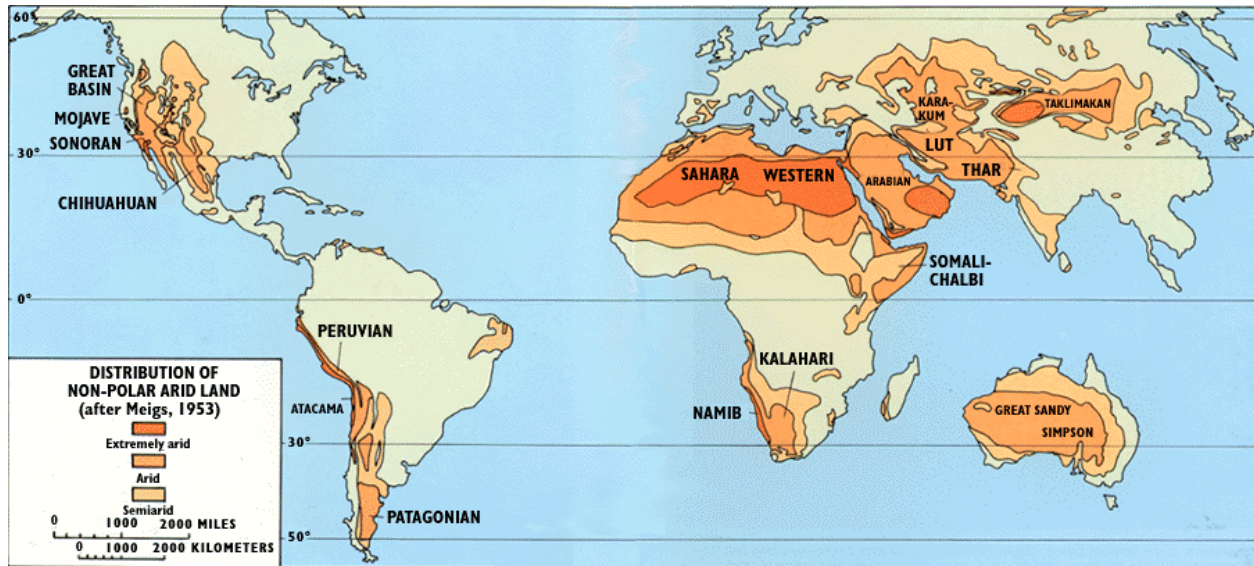 60°
GREAT
BASIN
MOJAVE
SONORAN
30°
CHIHUAHUAN
KARA-
KUM
TAKLIMAKAN
LUT
THAR
SAHARA
WESTERN
ARABIAN
SOMALI-
CHALBI
0°
PERUVIAN
KALAHARI
ATACAMA
NAMIB
GREAT SANDY
SIMPSON
30°
PATAGONIAN
50°
DISTRIBUTION OF
NON-POLAR ARID LAND
(after Meigs, 1953)
Extremely arid
Arid
Semiarid
0 1000 2000 MILES
0 1000 2000 KILOMETERS